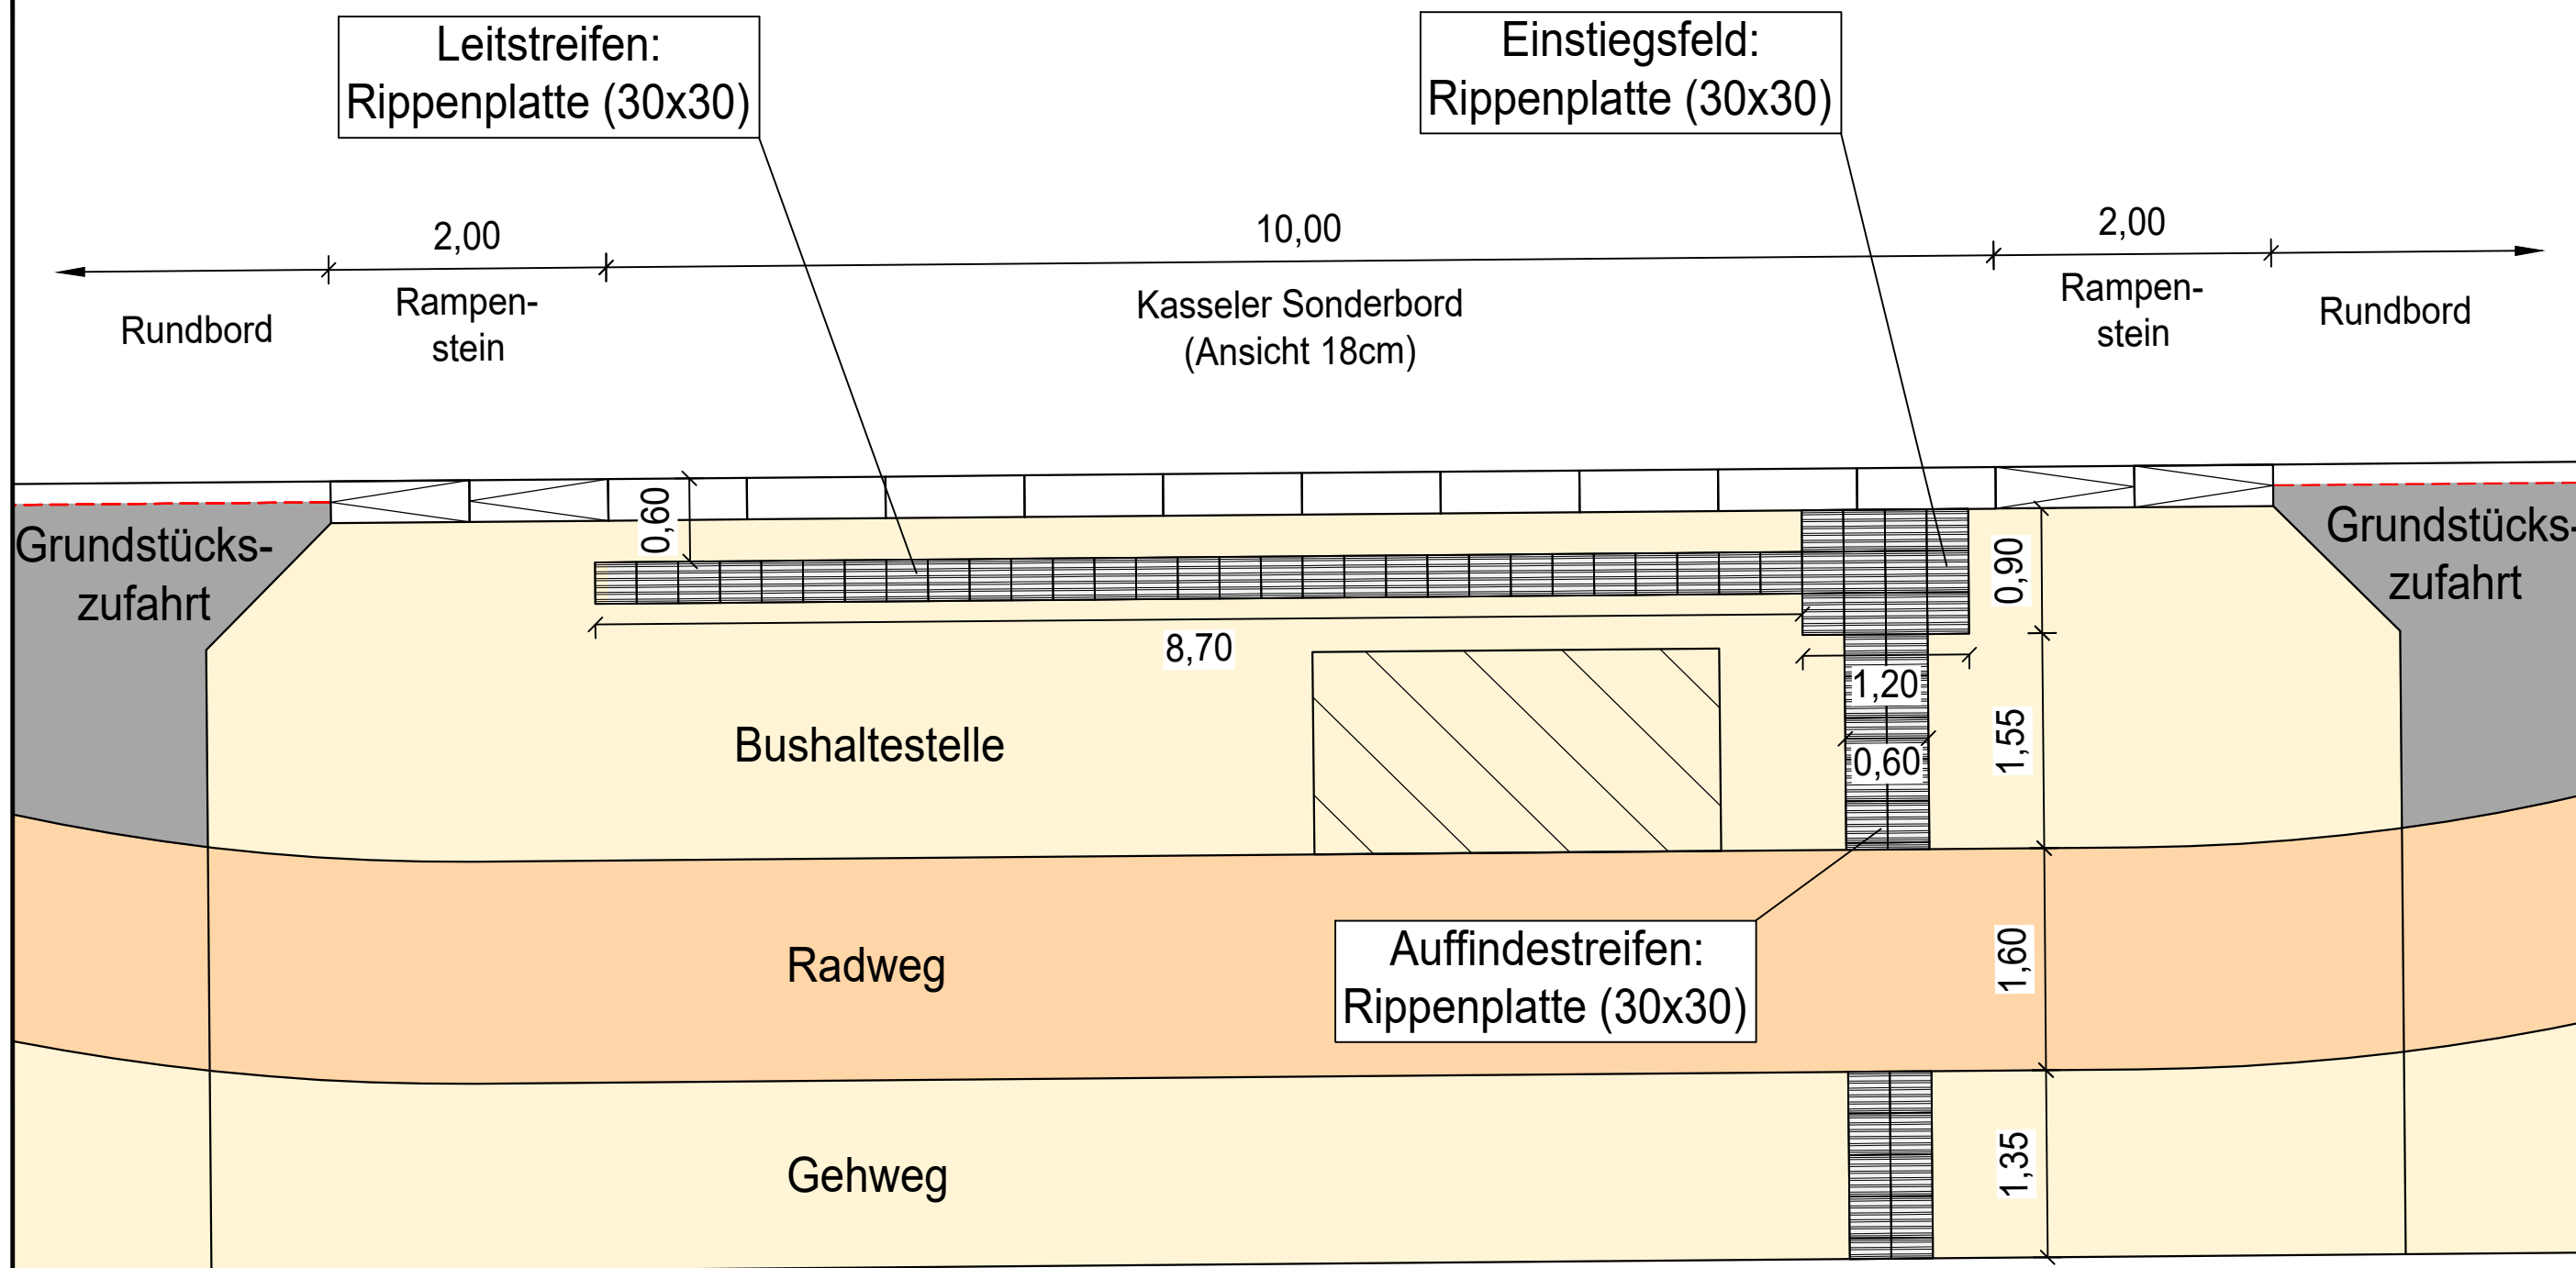 Leitstreifen:
Rippenplatte (30x30)
Einstiegsfeld:
Rippenplatte (30x30)
2,00
10,00
2,00
Rundbord
Rampen-
stein
Kasseler Sonderbord
(Ansicht 18cm)
Rampen-
stein
Rundbord
Grundstücks-
zufahrt
0,60
0,90
Grundstücks-
zufahrt
8,70
1,20
Bushaltestelle
0,60
1,55
Radweg
Auffindestreifen:
Rippenplatte (30x30)
1,60
Gehweg
1,35